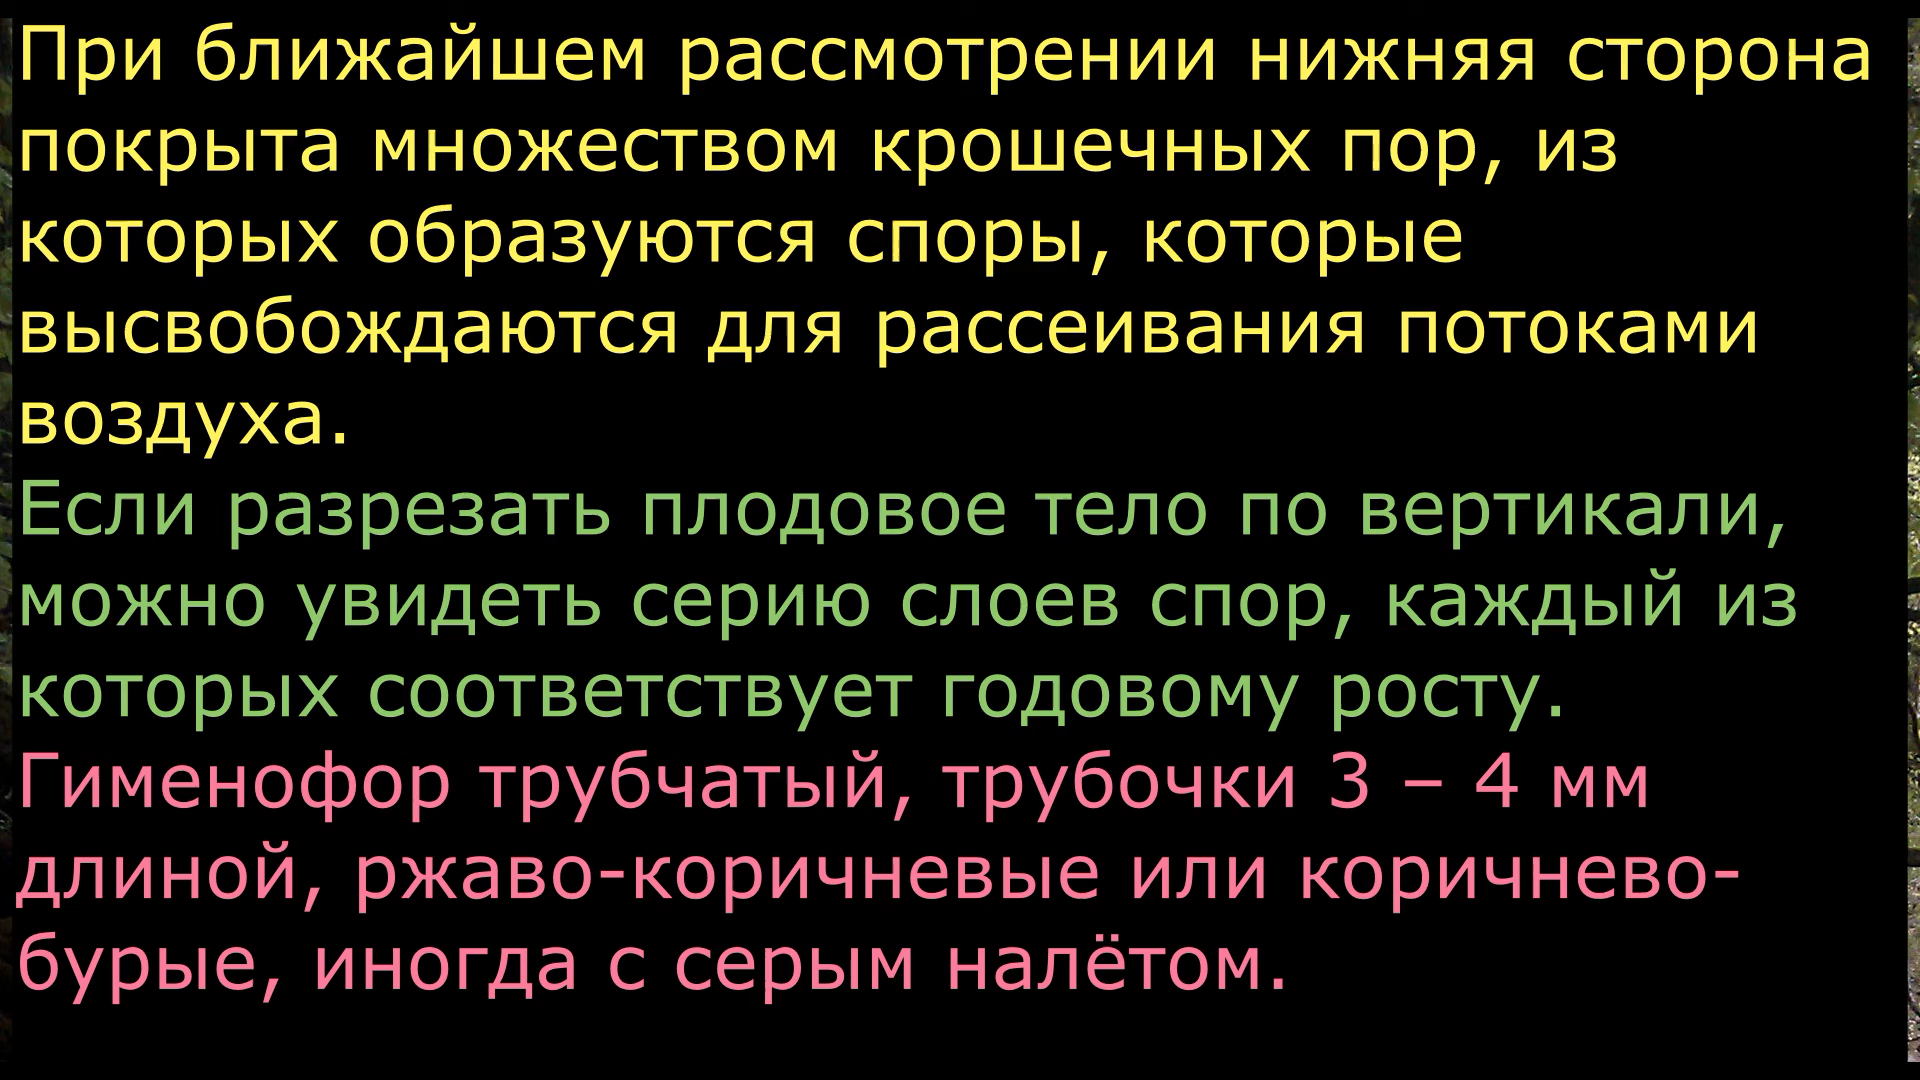 При ближайшем рассмотрении нижняя сторона
покрыта множеством крошечных пор, из
которых образуются споры, которые
высвобождаются для рассеивания потоками
воздуха.
Если разрезать плодовое тело по вертикали,
можно увидеть серию слоев спор, каждый из
которых соответствует годовому росту.
Гименофор трубчатый, трубочки 3 – 4 мм
длиной, ржаво-коричневые или коричнево-
бурые, иногда с серым налётом.